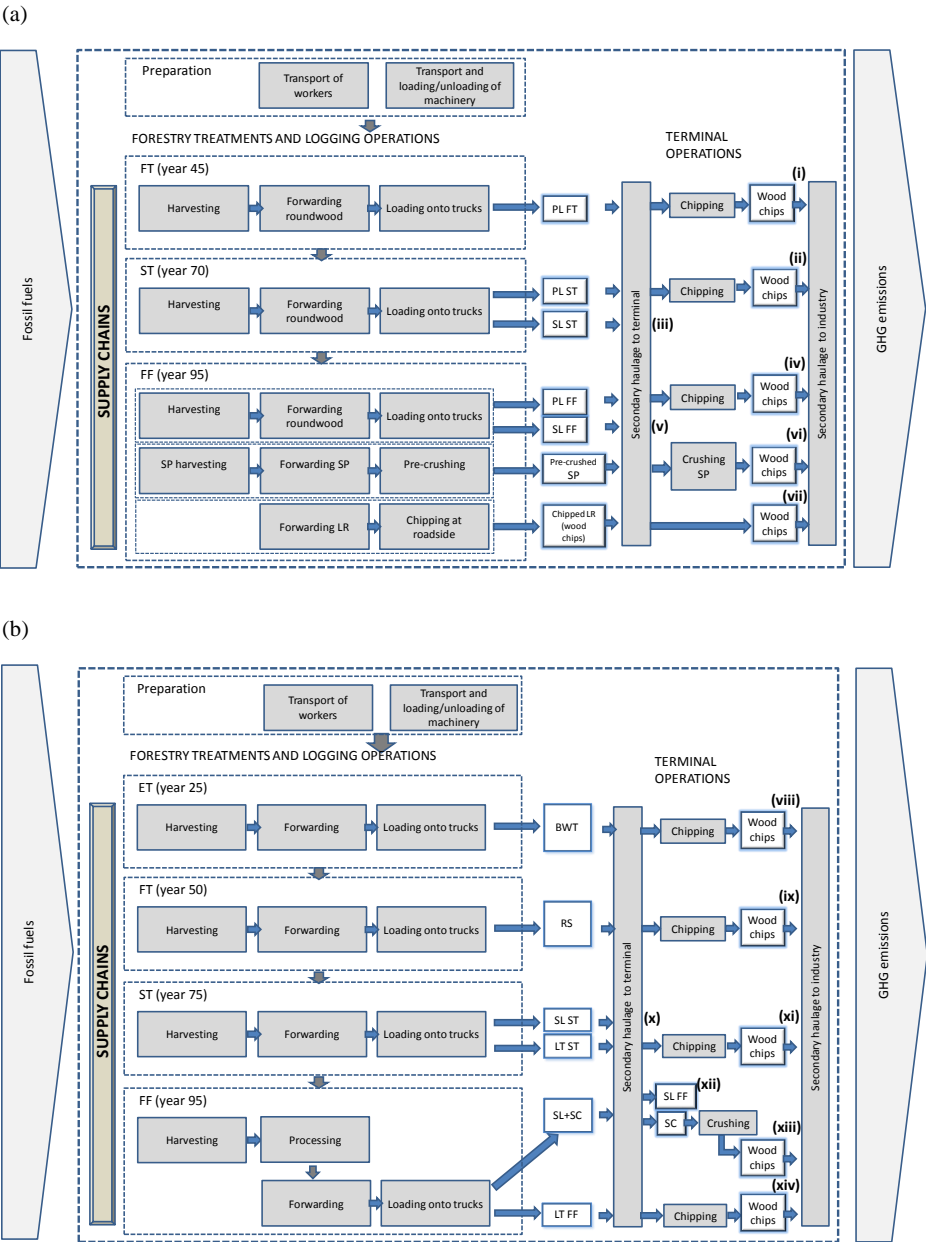 (a)
Preparation
Transport of
workers
Transport and
loading/unloading of
machinery
FORESTRY TREATMENTS AND LOGGING OPERATIONS
TERMINAL
OPERATIONS
FT (year 45)
Harvesting
Forwarding
roundwood
Loading onto trucks
PL FT
Chipping
Wood
chips
(i)
ST (year 70)
Harvesting
Forwarding
roundwood
Loading onto trucks
PL ST
SL ST
Chipping
Wood
chips
(ii)
(iii)
FF (year 95)
Harvesting
Forwarding
roundwood
Loading onto trucks
PL FF
SL FF
Chipping
Wood
chips
(iv)
(v)
SP harvesting
Forwarding SP
Pre-crushing
Pre-crushed
SP
Crushing
SP
Wood
chips
(vi)
Forwarding LR
Chipping at
roadside
Chipped LR
(wood
chips)
Wood
chips
(vii)
Fossil fuels
SUPPLY CHAINS
Secondary haulage to terminal
Secondary haulage to industry
GHG emissions
(b)
Preparation
Transport of
workers
Transport and
loading/unloading of
machinery
FORESTRY TREATMENTS AND LOGGING OPERATIONS
TERMINAL
OPERATIONS
ET (year 25)
Harvesting
Forwarding
Loading onto trucks
BWT
Chipping
Wood
chips
(viii)
FT (year 50)
Harvesting
Forwarding
Loading onto trucks
RS
Chipping
Wood
chips
(ix)
ST (year 75)
Harvesting
Forwarding
Loading onto trucks
SL ST
LT ST
(x)
Chipping
Wood
chips
(xi)
FF (year 95)
Harvesting
Processing
Forwarding
Loading onto trucks
SL+SC
LT FF
SL FF
(xii)
SC
Crushing
Wood
chips
(xiii)
Chipping
Wood
chips
(xiv)
Fossil fuels
SUPPLY CHAINS
Secondary haulage to terminal
Secondary haulage to industry
GHG emissions